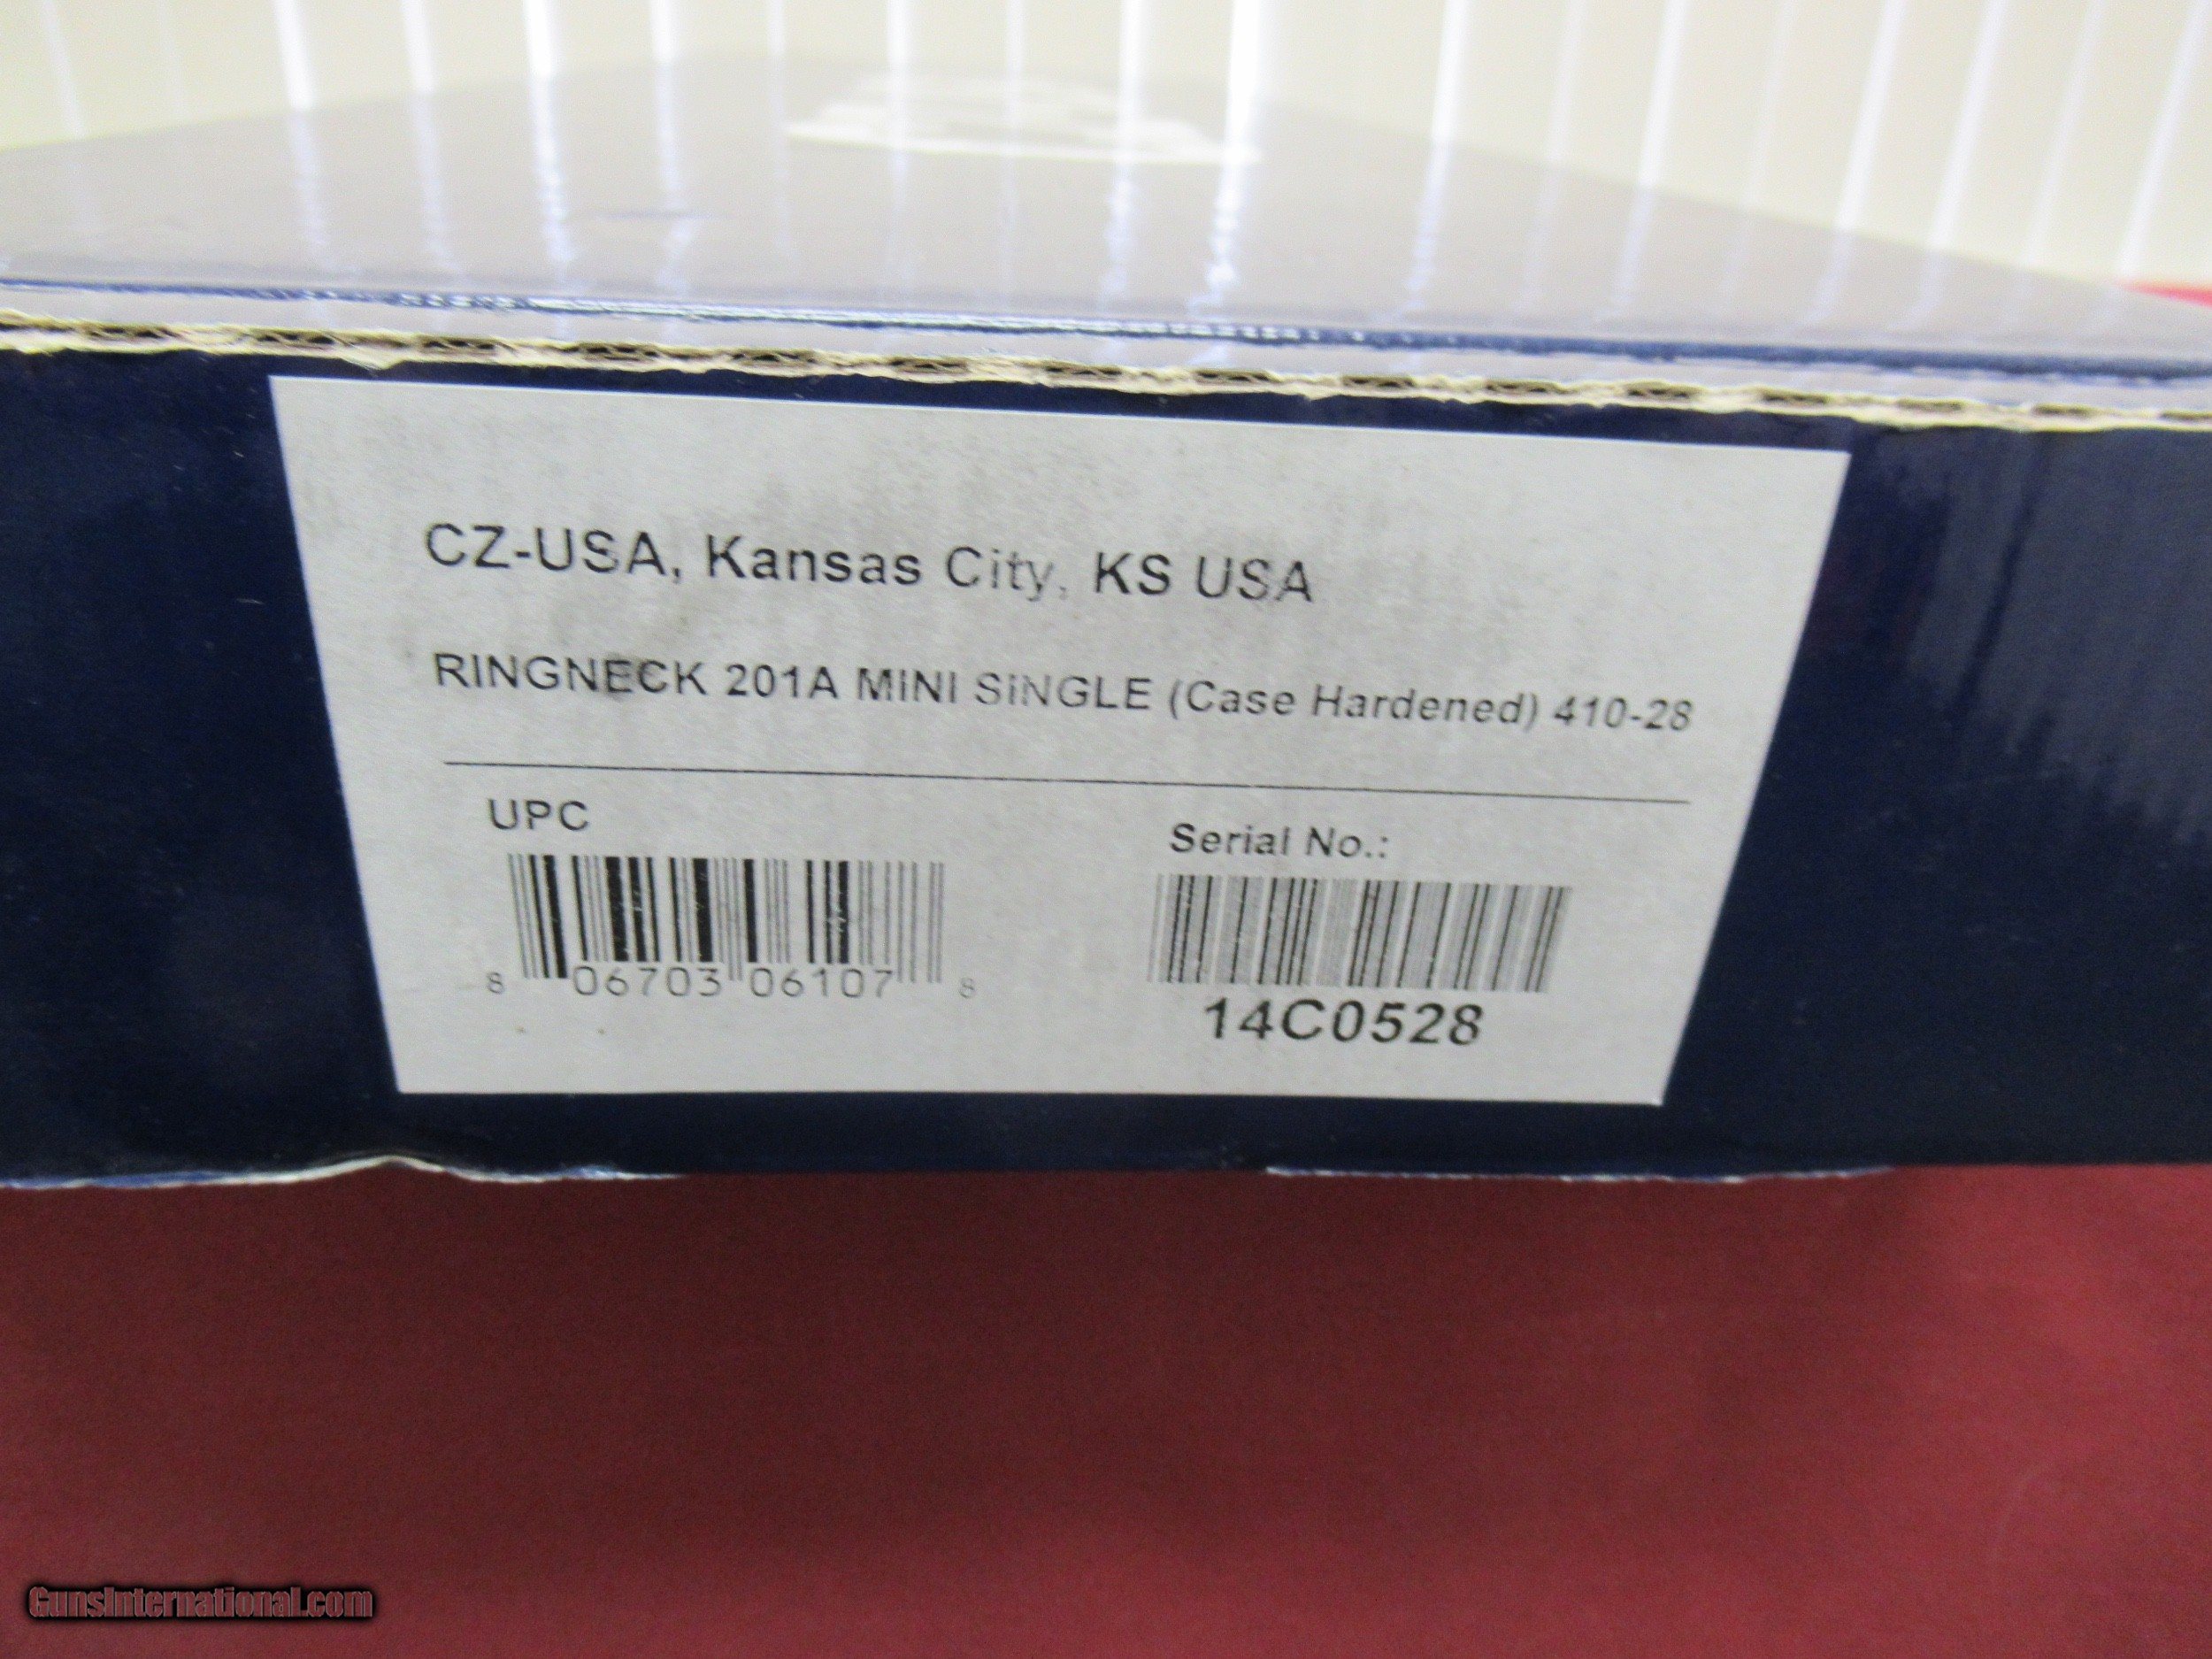 CZ-USA, Kansas City, KS USA
RINGNECK 201A MINI SINGLE (Case Hardened) 410-28
UPC
8 06703 06107 8
Serial No.:
14C0528
GunsInternational.com